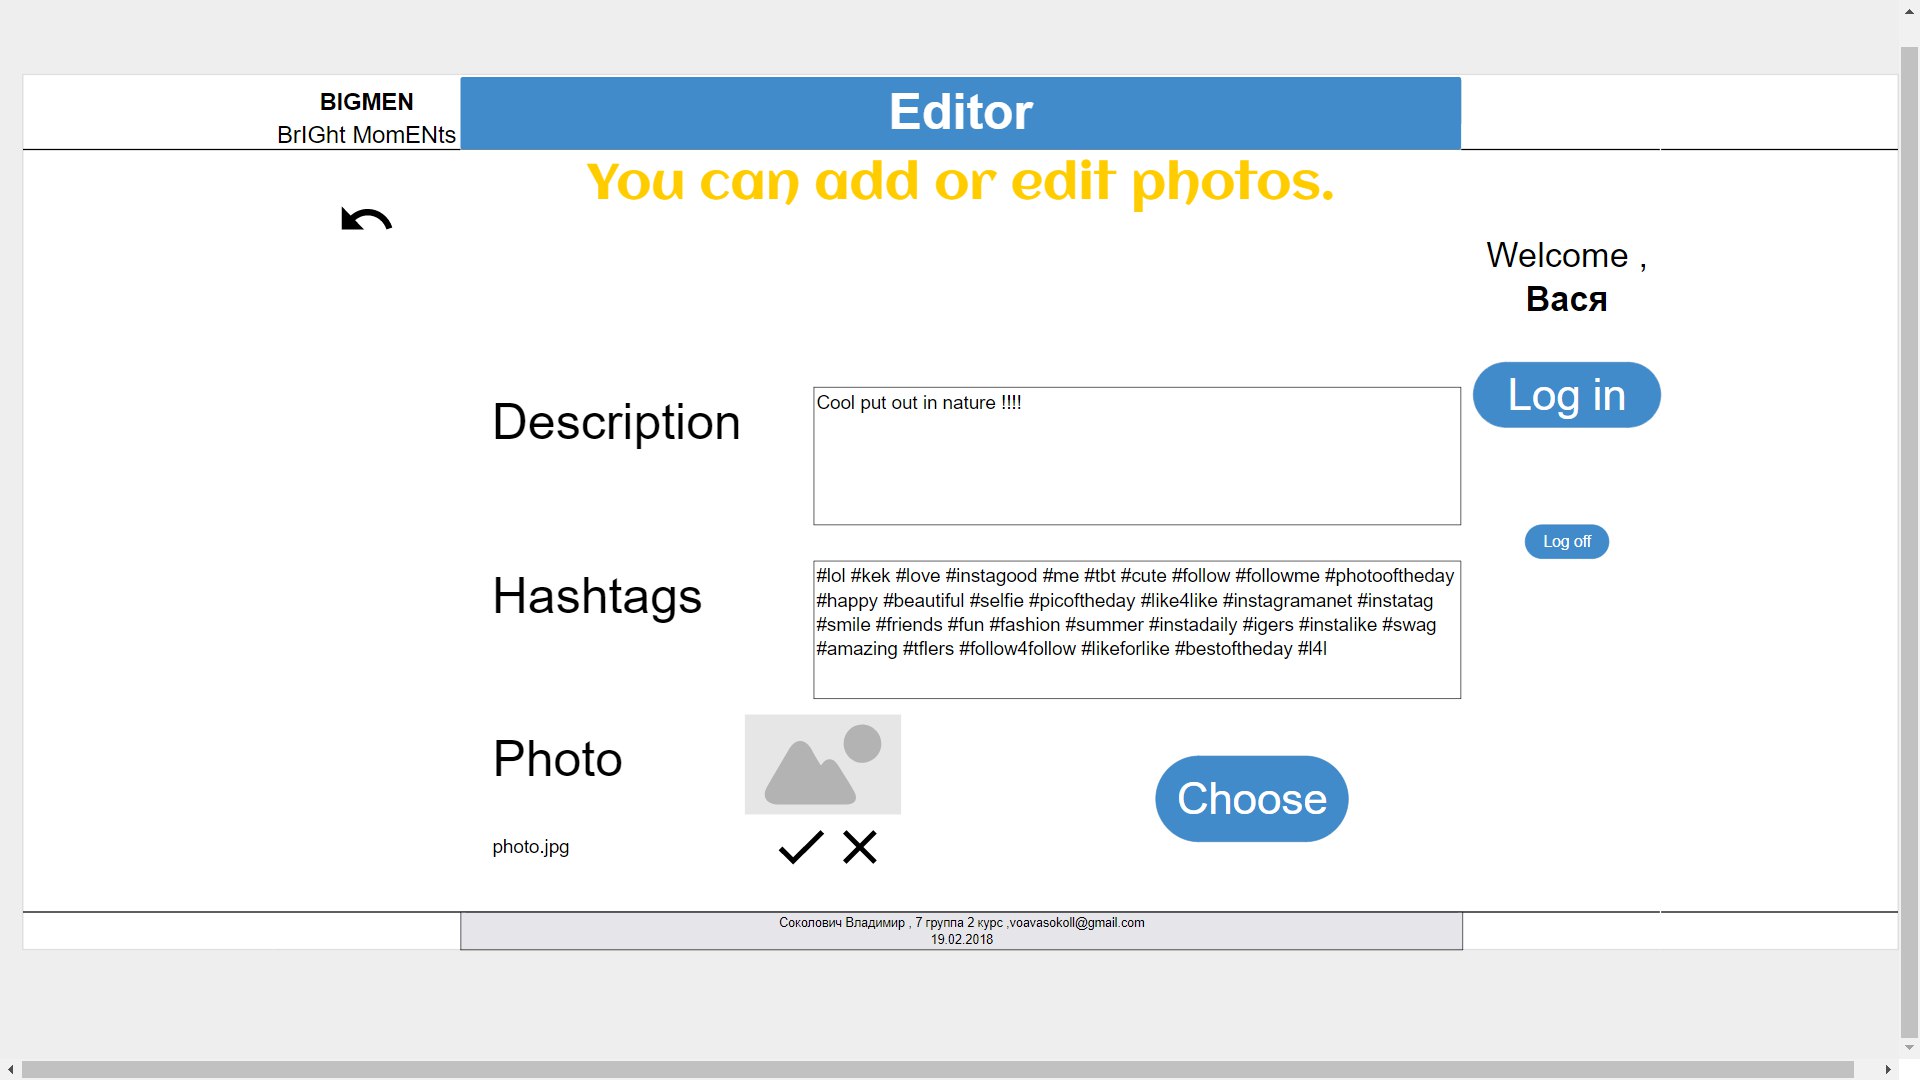 BIGMEN
BrIGht MomENts
Editor
You can add or edit photos.
Welcome ,
Вася
Log in
Log off
Description
Cool put out in nature !!!!
Hashtags
#lol #kek #love #instagood #me #tbt #cute #follow #followme #photooftheday
#happy #beautiful #selfie #picoftheday #like4like #instagramanet #instatag
#smile #friends #fun #fashion #summer #instadaily #igers #instalike #swag
#amazing #tflers #follow4follow #likeforlike #bestoftheday #l4l
Photo
Choose
photo.jpg
Соколович Владимир , 7 группа 2 курс ,voavasokoll@gmail.com
19.02.2018